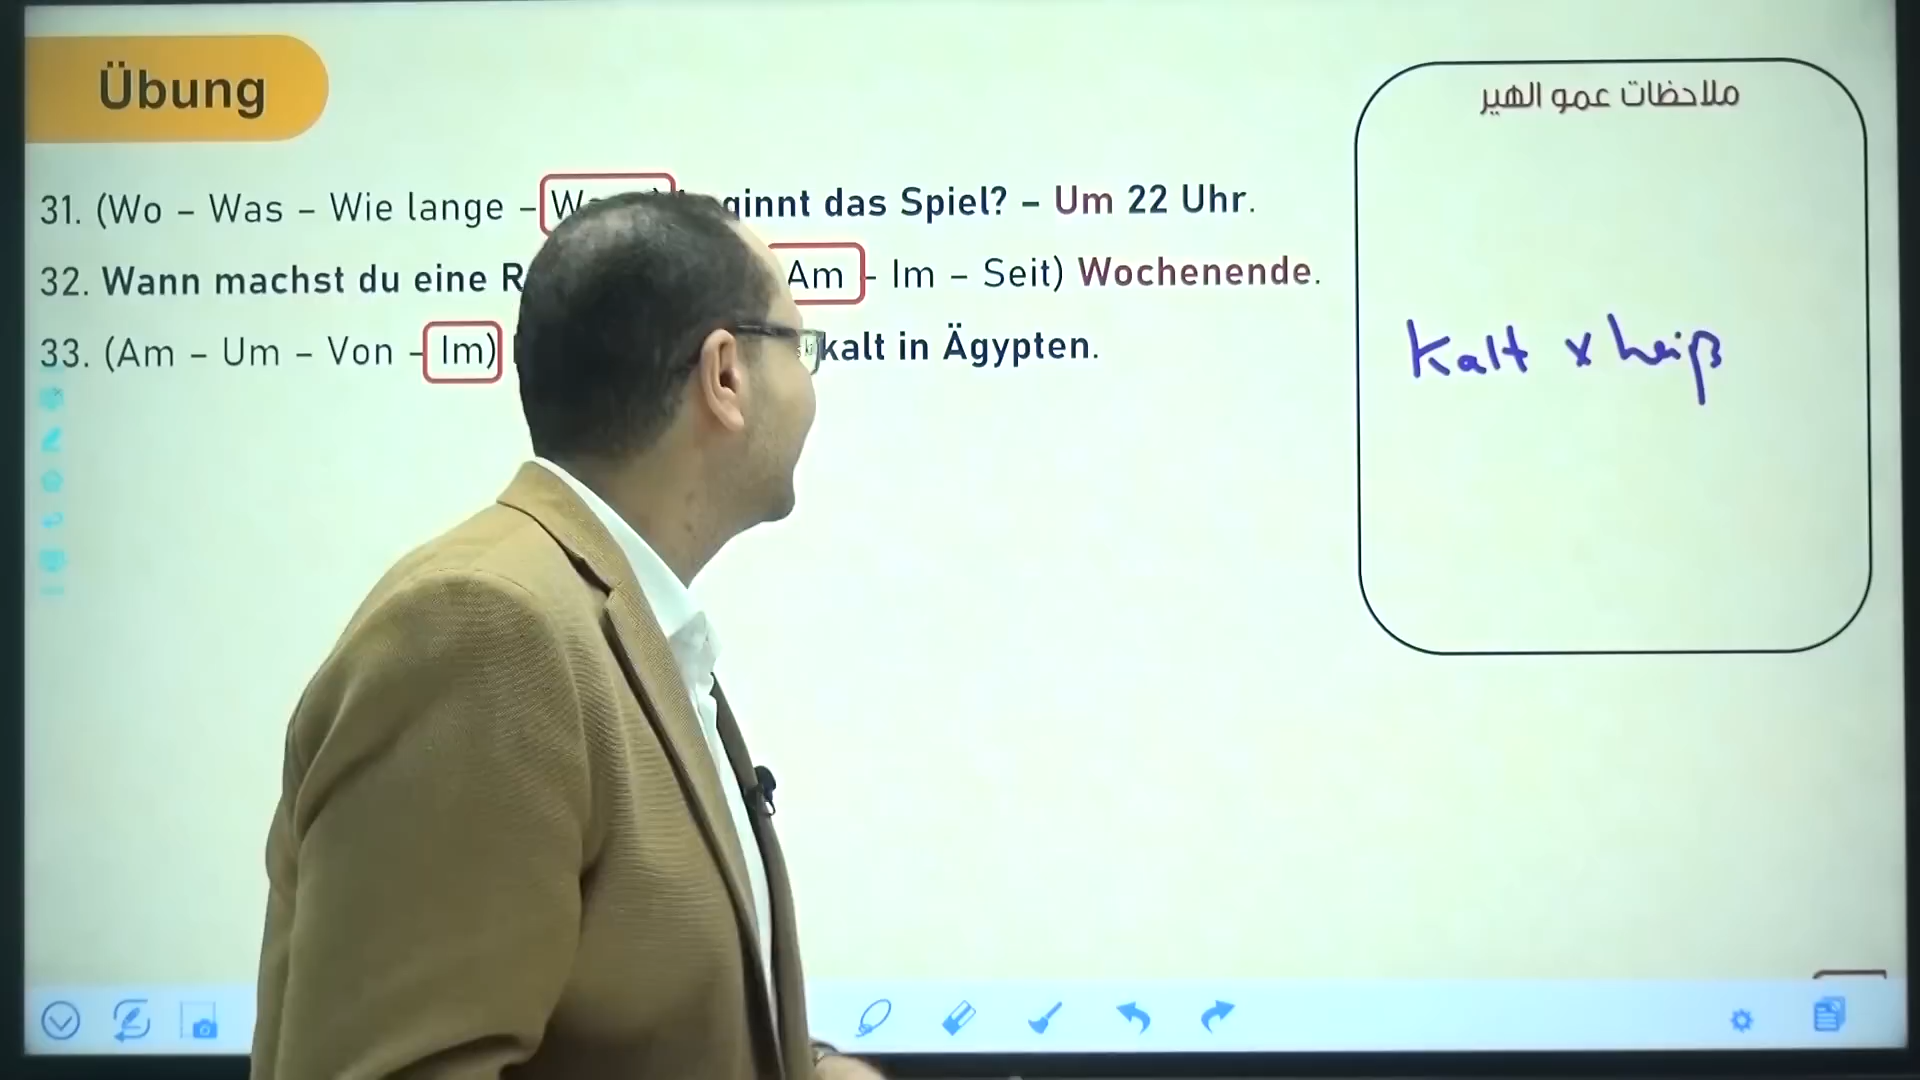 Übung
31. (Wo – Was – Wie lange – ginnt das Spiel? – Um 22 Uhr.
32. Wann machst du eine Am – Im – Seit) Wochenende.
33. (Am – Um – Von – Im) kalt in Ägypten.
ملاحظات عمو الهير
Kalt x heiß